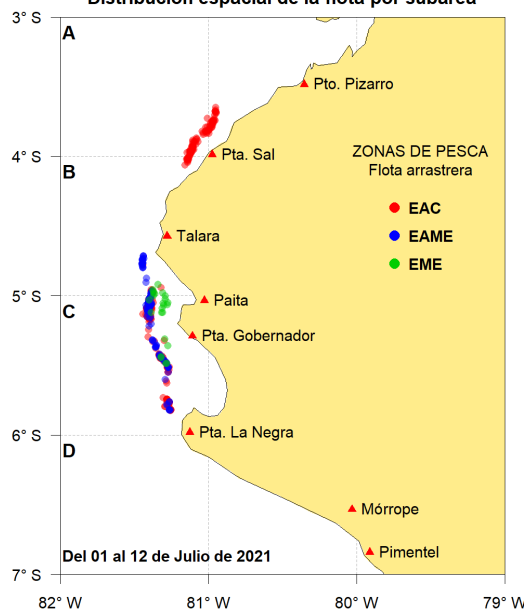 Distribución espacial de la flota por subárea
3° S
A
Pto. Pizarro
ZONAS DE PESCA
4° S
Pta. Sal
B
Flota arrastrera
EAC
Talara
EAME
EME
5° S
Paita
C
Pta. Gobernador
6° S
Pta. La Negra
D
Mórrope
Del 01 al 12 de Julio de 2021
Pimentel
7° S
82° W
81° W
80° W
79° W